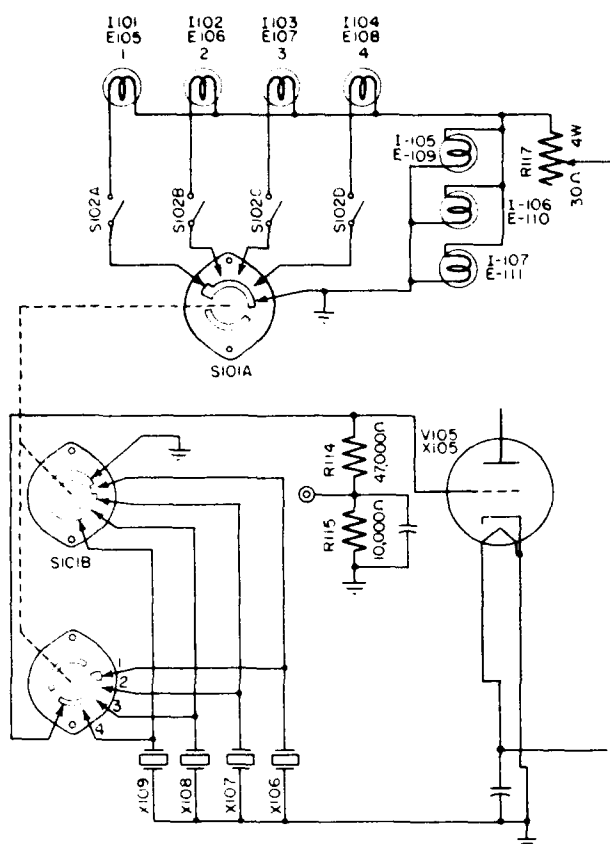 I101 I102 I103 I104
E105 E106 E107 E108
1 2 3 4
I-105
E-109
I-106
E-110
I-107
E-111
R117
30Ω 4W
S102A
S102B
S102C
S102D
S101A
V105
X105
R114
47,000Ω
R115
10,000Ω
S101B
1
2
3
4
X109
X108
X107
X106